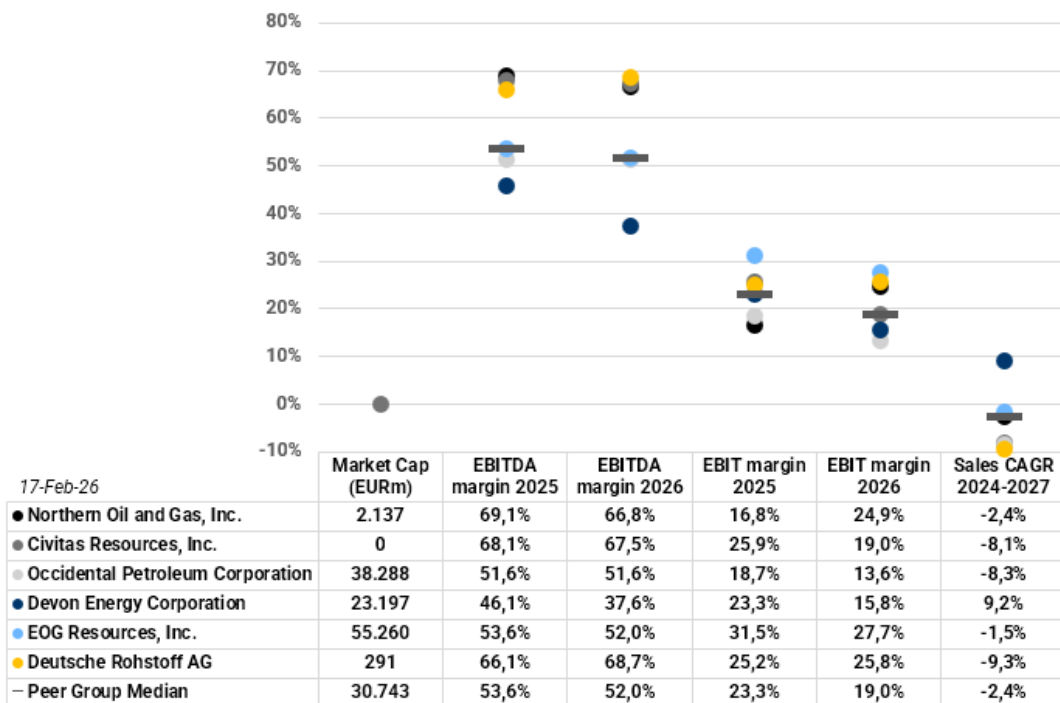 80%
70%
60%
50%
40%
30%
20%
10%
0%
-10%
17-Feb-26 Market Cap (EURm) EBITDA margin 2025 EBITDA margin 2026 EBIT margin 2025 EBIT margin 2026 Sales CAGR 2024-2027
Northern Oil and Gas, Inc. 2.137 69,1% 66,8% 16,8% 24,9% -2,4%
Civitas Resources, Inc. 0 68,1% 67,5% 25,9% 19,0% -8,1%
Occidental Petroleum Corporation 38.288 51,6% 51,6% 18,7% 13,6% -8,3%
Devon Energy Corporation 23.197 46,1% 37,6% 23,3% 15,8% 9,2%
EOG Resources, Inc. 55.260 53,6% 52,0% 31,5% 27,7% -1,5%
Deutsche Rohstoff AG 291 66,1% 68,7% 25,2% 25,8% -9,3%
Peer Group Median 30.743 53,6% 52,0% 23,3% 19,0% -2,4%